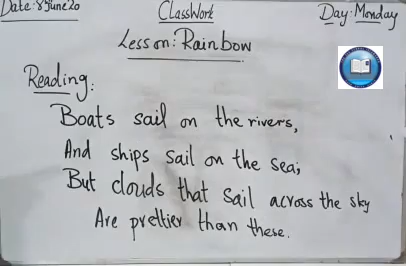 Date: 8 June 20
ClassWork
Day: Monday
Lesson: Rainbow
Reading:
Boats sail on the rivers,
And ships sail on the sea;
But clouds that sail across the sky
Are prettier than these.